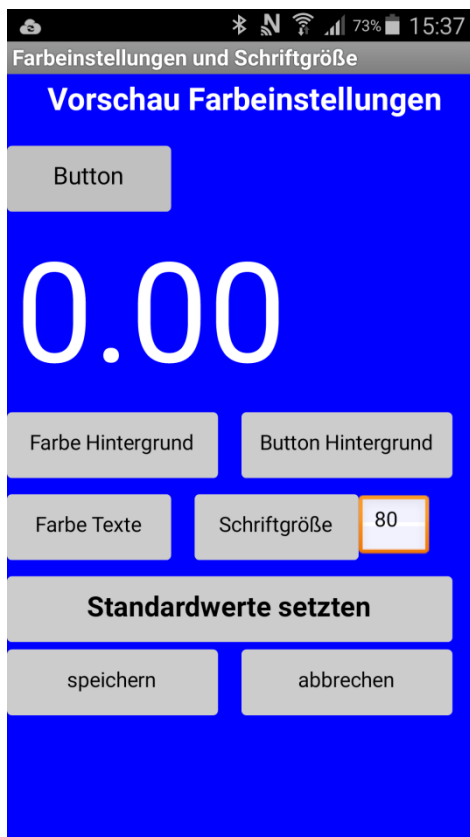 73% 15:37
Farbeinstellungen und Schriftgröße
Vorschau Farbeinstellungen
Button
0.00
Farbe Hintergrund Button Hintergrund
Farbe Texte Schriftgröße 80
Standardwerte setzten
speichern abbrechen